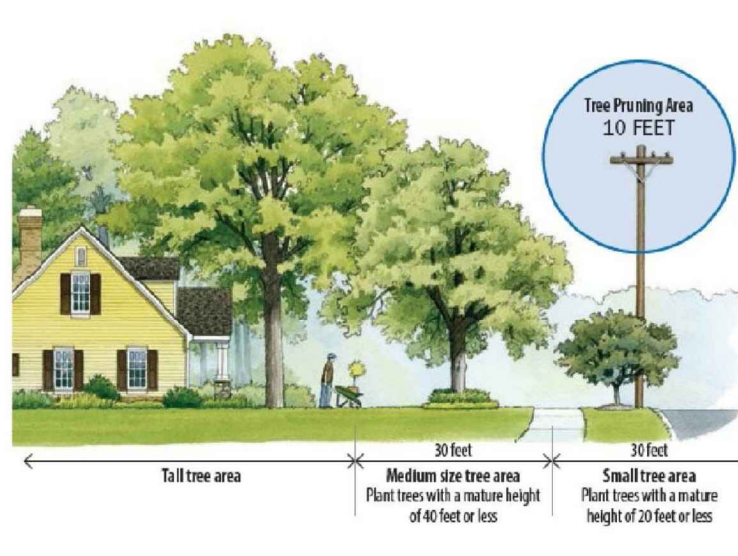 Tree Pruning Area
10 FEET
30 feet
30 feet
Tall tree area
Medium size tree area
Plant trees with a mature height
of 40 feet or less
Small tree area
Plant trees with a mature
height of 20 feet or less